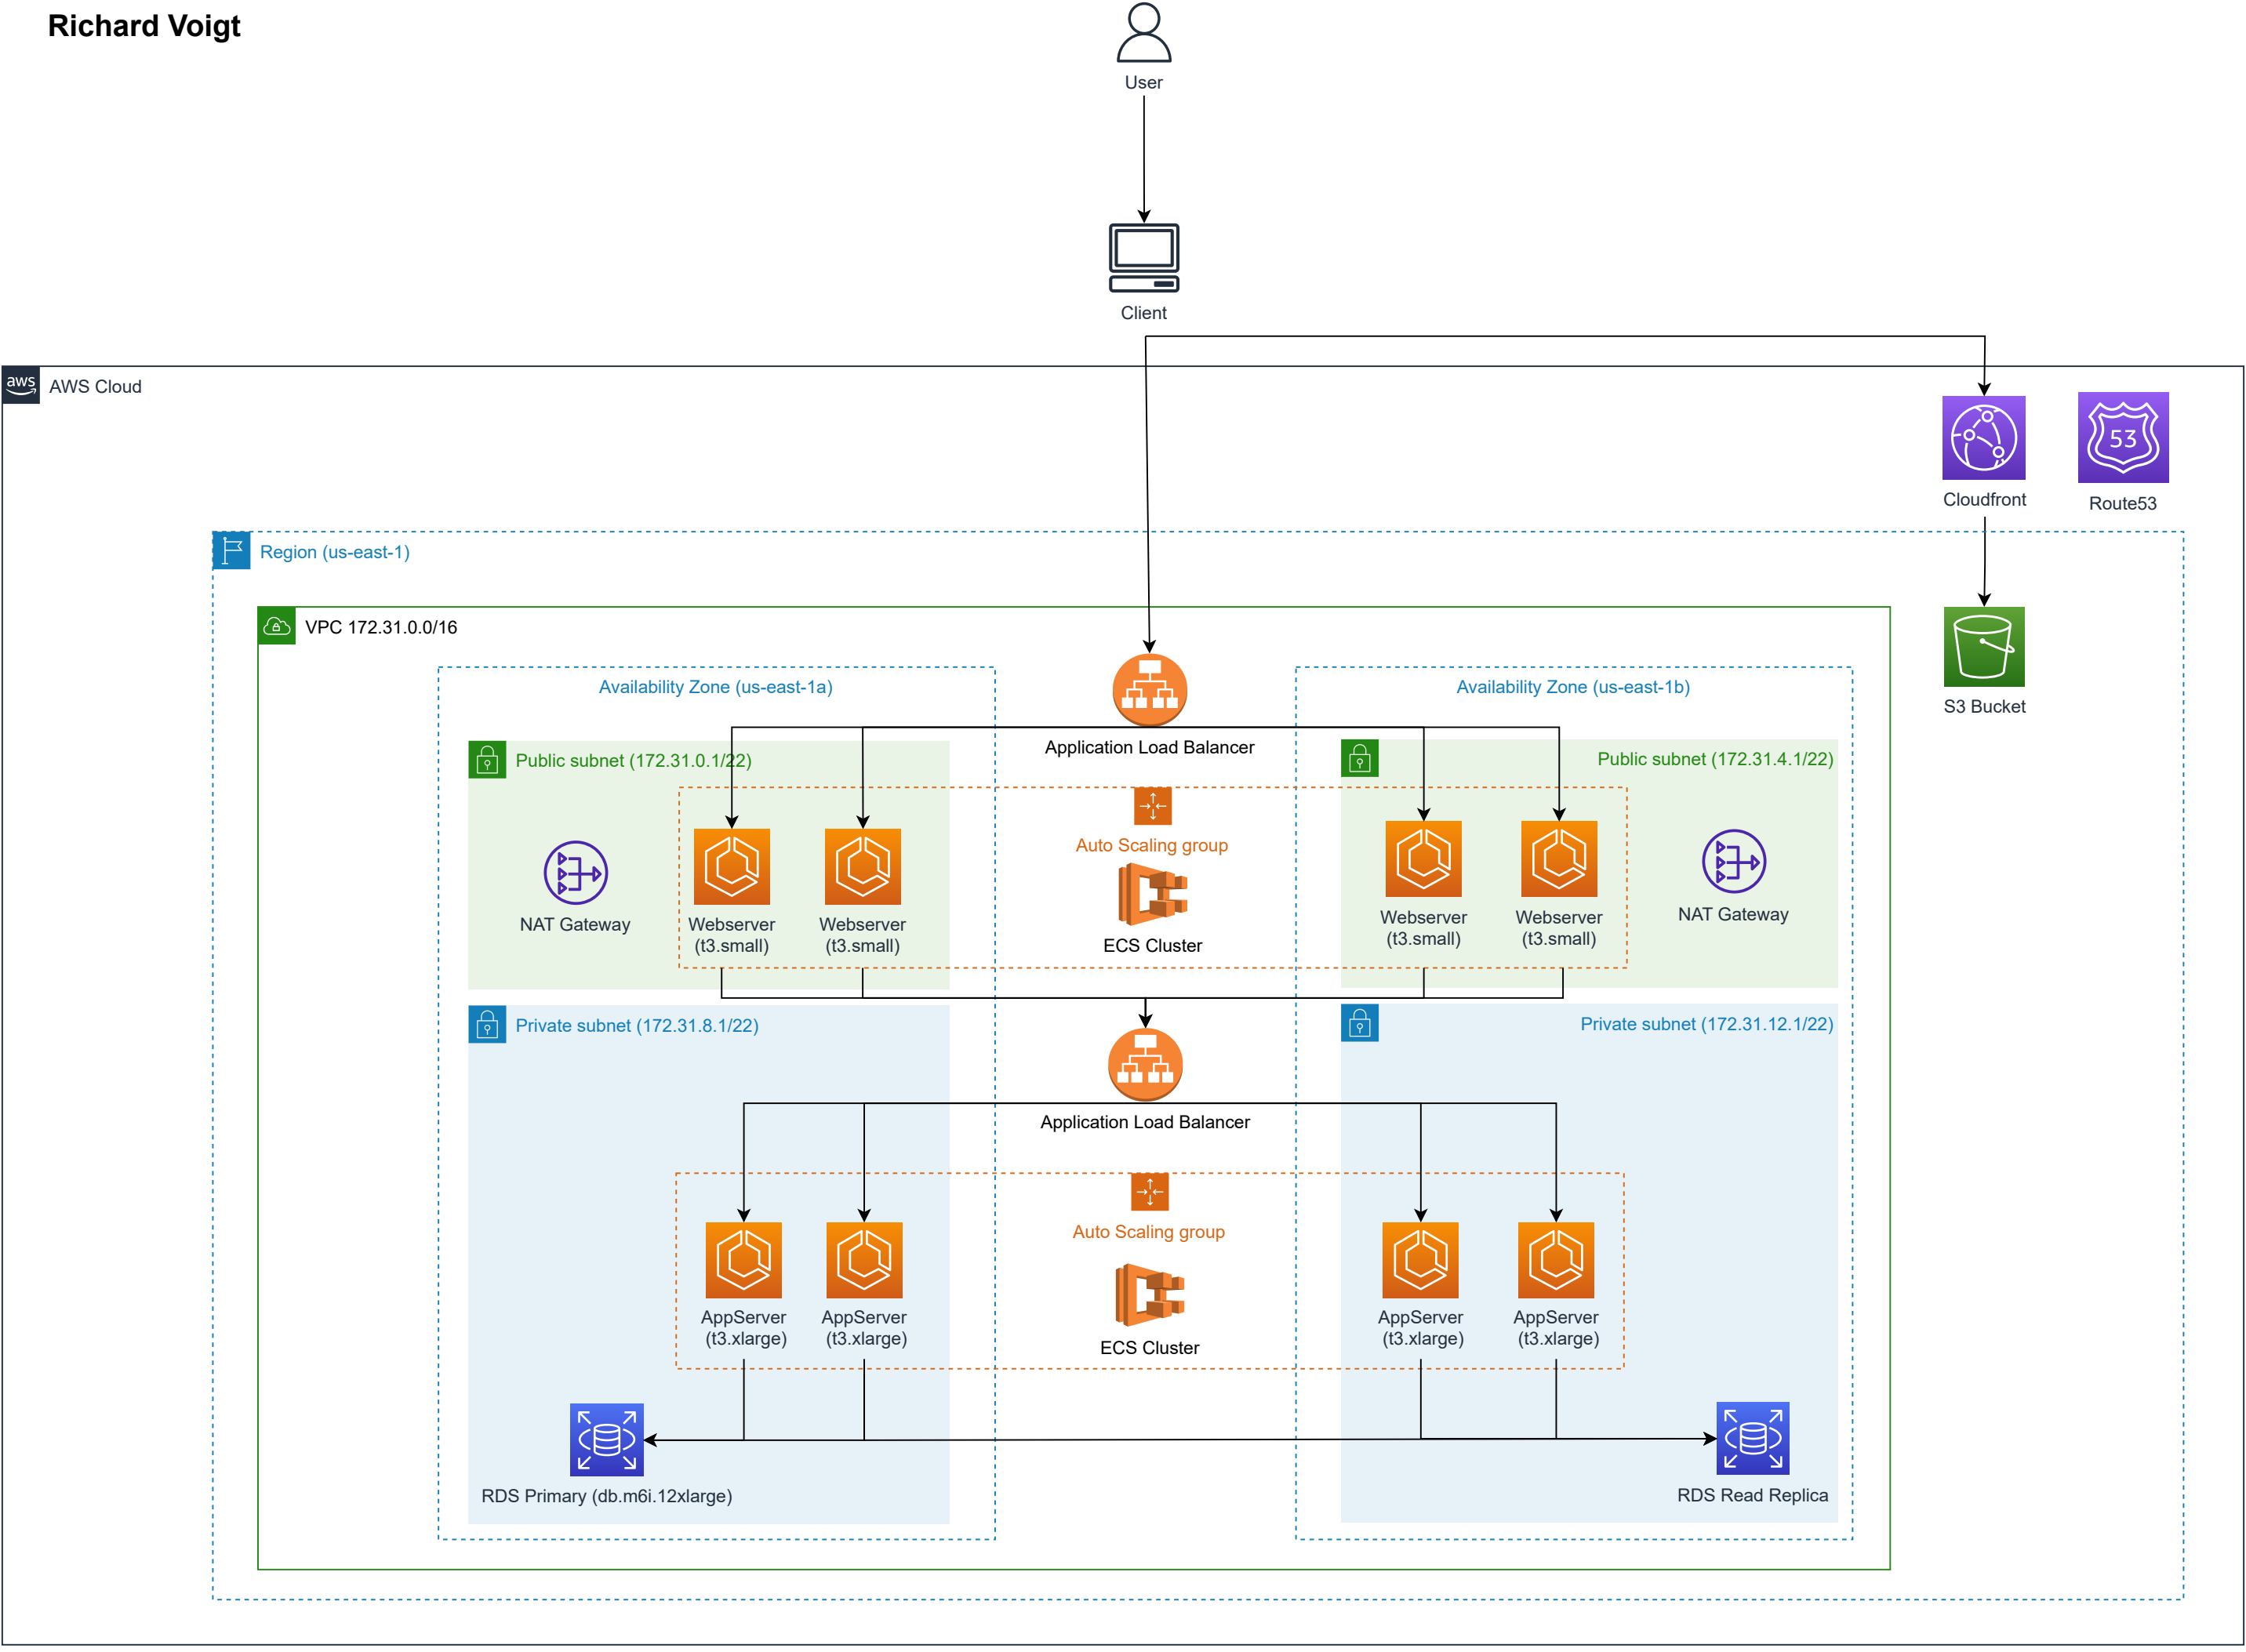 Richard Voigt
User
Client
aws
AWS Cloud
53
Cloudfront
Route53
Region (us-east-1)
VPC 172.31.0.0/16
Availability Zone (us-east-1a)
Availability Zone (us-east-1b)
S3 Bucket
Application Load Balancer
Public subnet (172.31.0.1/22)
Public subnet (172.31.4.1/22)
Auto Scaling group
NAT Gateway
Webserver
(t3.small)
Webserver
(t3.small)
ECS Cluster
Webserver
(t3.small)
Webserver
(t3.small)
NAT Gateway
Private subnet (172.31.8.1/22)
Private subnet (172.31.12.1/22)
Application Load Balancer
Auto Scaling group
AppServer
(t3.xlarge)
AppServer
(t3.xlarge)
ECS Cluster
AppServer
(t3.xlarge)
AppServer
(t3.xlarge)
RDS Primary (db.m6i.12xlarge)
RDS Read Replica